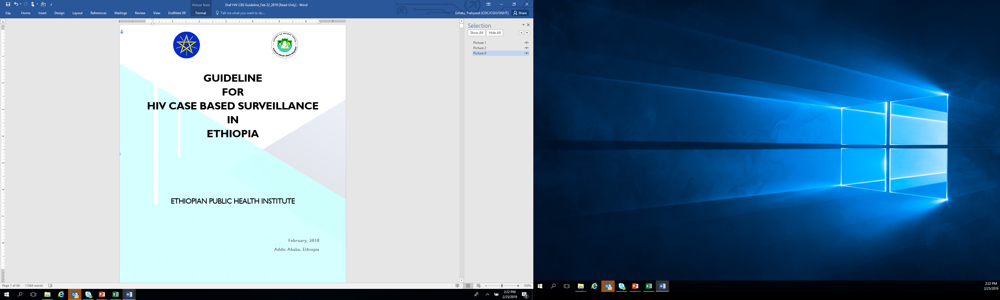 Picture Tools
Draf HIV CBS Guideline_Feb 22_2019 [Read-Only] - Word
File Home Insert Design Layout References Mailings Review View EndNote X9 Format Tell me what you want to do...
Eshetu, Frehywot (CDC/CGH/DGHT) Share
GUIDELINE
FOR
HIV CASE BASED SURVEILLANCE
IN
ETHIOPIA
ETHIOPIAN PUBLIC HEALTH INSTITUTE
February, 2018
Addis Ababa, Ethiopia
Selection
Show All Hide All
Picture 1
Picture 2
Picture 9
Page 1 of 69 17664 words
100%
2:22 PM
2/25/2019
2
2:22 PM
2/25/2019